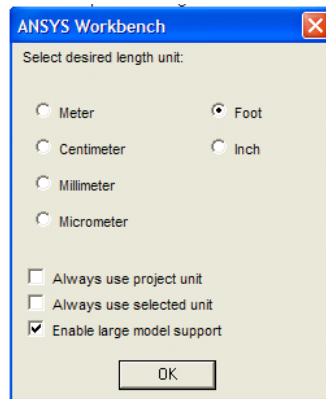 ANSYS Workbench
Select desired length unit:
Meter Foot
Centimeter Inch
Millimeter
Micrometer
Always use project unit
Always use selected unit
Enable large model support
OK